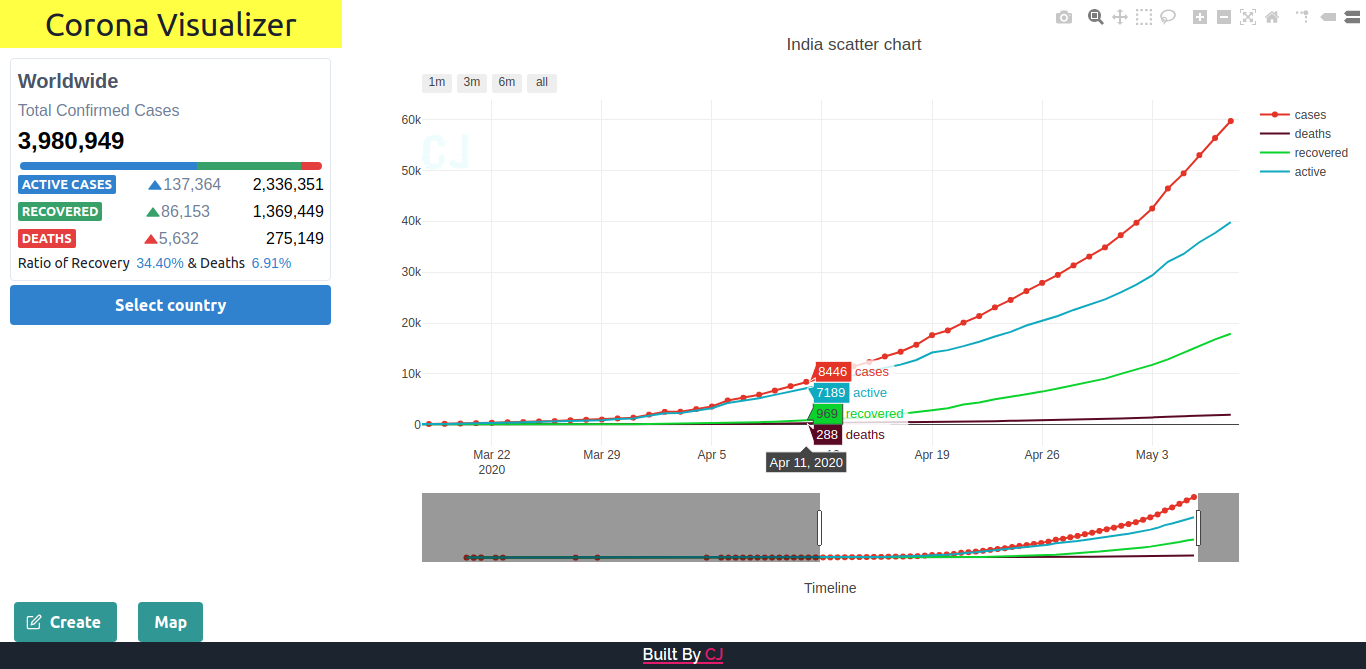 Corona Visualizer
Worldwide
Total Confirmed Cases
3,980,949
ACTIVE CASES 137,364 2,336,351
RECOVERED 86,153 1,369,449
DEATHS 5,632 275,149
Ratio of Recovery 34.40% & Deaths 6.91%
Select country
Create
Map
India scatter chart
1m 3m 6m all
CJ
60k
50k
40k
30k
20k
10k
0
cases
deaths
recovered
active
8446 cases
7189 active
969 recovered
288 deaths
Apr 11, 2020
Mar 22
2020
Mar 29
Apr 5
Apr 19
Apr 26
May 3
Timeline
Built By CJ